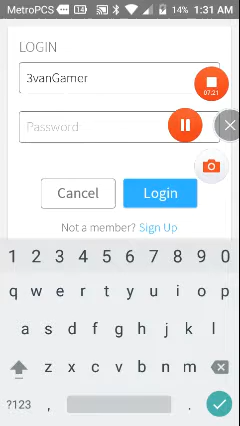 MetroPCS 14 14% 1:31 AM
LOGIN
3vanGamer
07:21
Password
Cancel Login
Not a member? Sign Up
1 2 3 4 5 6 7 8 9 0
q w e r t y u i o p
a s d f g h j k l
z x c v b n m
?123 , .